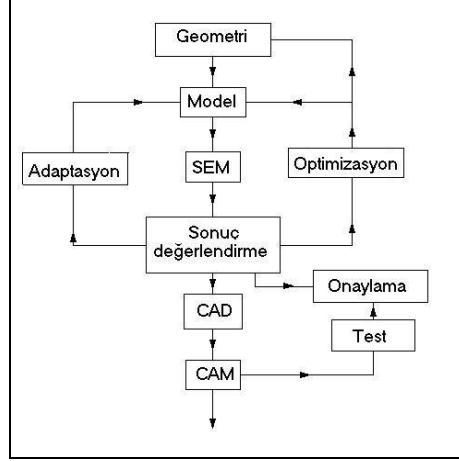 Geometri
Model
Adaptasyon
SEM
Optimizasyon
Sonuç
değerlendirme
Onaylama
CAD
Test
CAM